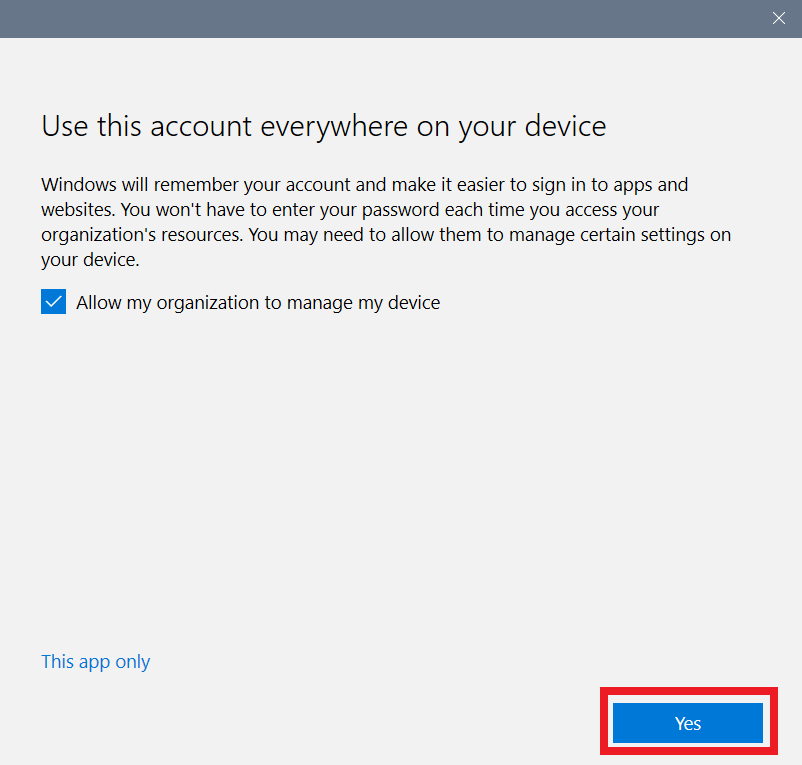 Use this account everywhere on your device
Windows will remember your account and make it easier to sign in to apps and
websites. You won't have to enter your password each time you access your
organization's resources. You may need to allow them to manage certain settings on
your device.
Allow my organization to manage my device
This app only
Yes